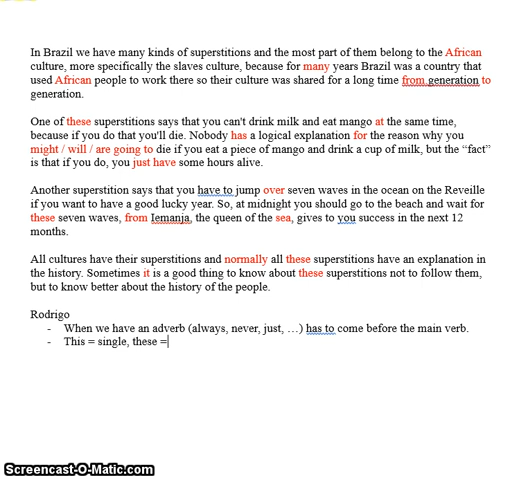 In Brazil we have many kinds of superstitions and the most part of them belong to the African
culture, more specifically the slaves culture, because for many years Brazil was a country that
used African people to work there so their culture was shared for a long time from generation to
generation.
One of these superstitions says that you can't drink milk and eat mango at the same time,
because if you do that you'll die. Nobody has a logical explanation for the reason why you
might / will / are going to die if you eat a piece of mango and drink a cup of milk, but the “fact”
is that if you do, you just have some hours alive.
Another superstition says that you have to jump over seven waves in the ocean on the Reveille
if you want to have a good lucky year. So, at midnight you should go to the beach and wait for
these seven waves, from Iemanja, the queen of the sea, gives to you success in the next 12
months.
All cultures have their superstitions and normally all these superstitions have an explanation in
the history. Sometimes it is a good thing to know about these superstitions not to follow them,
but to know better about the history of the people.
Rodrigo
- When we have an adverb (always, never, just, …) has to come before the main verb.
- This = single, these =
Screencast-O-Matic.com